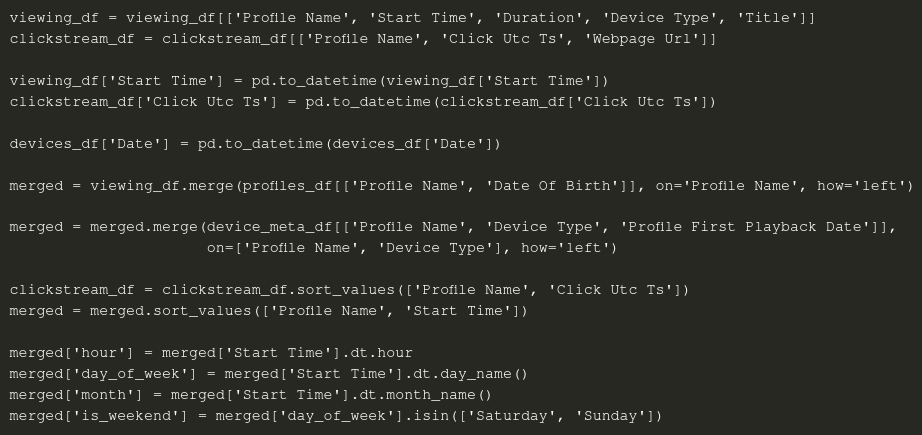 viewing_df = viewing_df[['Profile Name', 'Start Time', 'Duration', 'Device Type', 'Title']]
clickstream_df = clickstream_df[['Profile Name', 'Click Utc Ts', 'Webpage Url']]

viewing_df['Start Time'] = pd.to_datetime(viewing_df['Start Time'])
clickstream_df['Click Utc Ts'] = pd.to_datetime(clickstream_df['Click Utc Ts'])

devices_df['Date'] = pd.to_datetime(devices_df['Date'])

merged = viewing_df.merge(profiles_df[['Profile Name', 'Date Of Birth']], on='Profile Name', how='left')

merged = merged.merge(device_meta_df[['Profile Name', 'Device Type', 'Profile First Playback Date']],
                      on=['Profile Name', 'Device Type'], how='left')

clickstream_df = clickstream_df.sort_values(['Profile Name', 'Click Utc Ts'])
merged = merged.sort_values(['Profile Name', 'Start Time'])

merged['hour'] = merged['Start Time'].dt.hour
merged['day_of_week'] = merged['Start Time'].dt.day_name()
merged['month'] = merged['Start Time'].dt.month_name()
merged['is_weekend'] = merged['day_of_week'].isin(['Saturday', 'Sunday'])